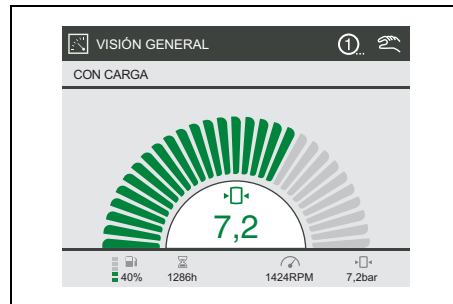 VISIÓN GENERAL 1...
CON CARGA
7,2
40% 1286h 1424RPM 7,2bar